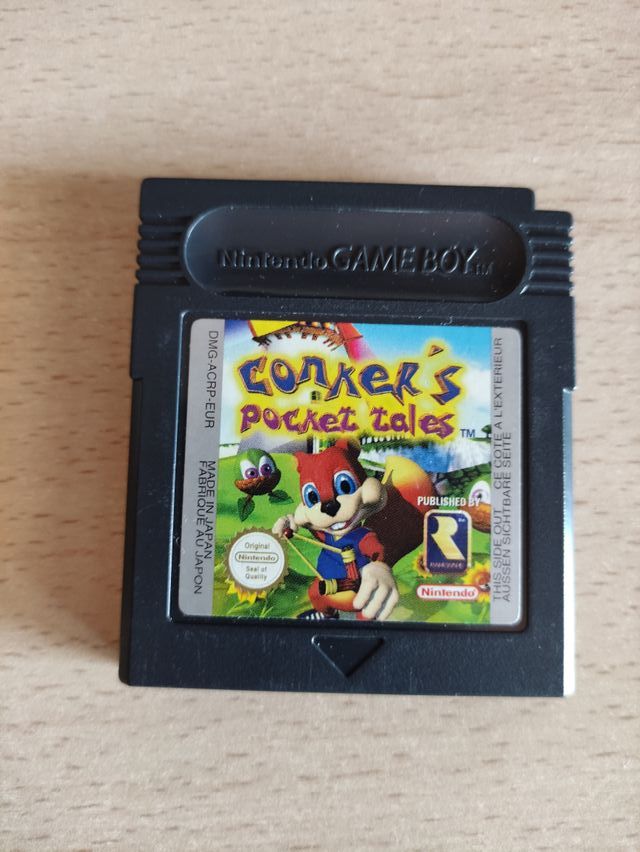 Nintendo GAME BOY TM
DMG-ACRP-EUR
MADE IN JAPAN
FABRIQUÉ AU JAPON
Conker's
Pocket Tales TM
PUBLISHED BY
R
RAREWARE
Nintendo
Original
Nintendo
Seal of
Quality
THIS SIDE OUT CE COTE A L'EXTERIEUR
AUSSEN SICHTBARE SEITE